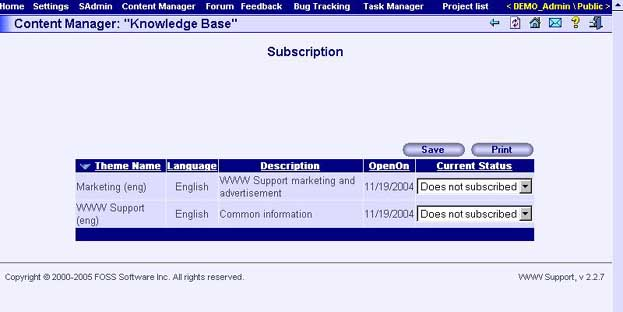 Home Settings SAdmin Content Manager Forum Feedback Bug Tracking Task Manager Project list < DEMO_Admin \ Public >
Content Manager: "Knowledge Base"
Subscription
Save Print
Theme Name Language Description OpenOn Current Status
Marketing (eng) English WWW Support marketing and advertisement 11/19/2004 Does not subscribed
WWW Support (eng) English Common information 11/19/2004 Does not subscribed
Copyright © 2000-2005 FOSS Software Inc. All rights reserved. WWW Support, v 2.2.7